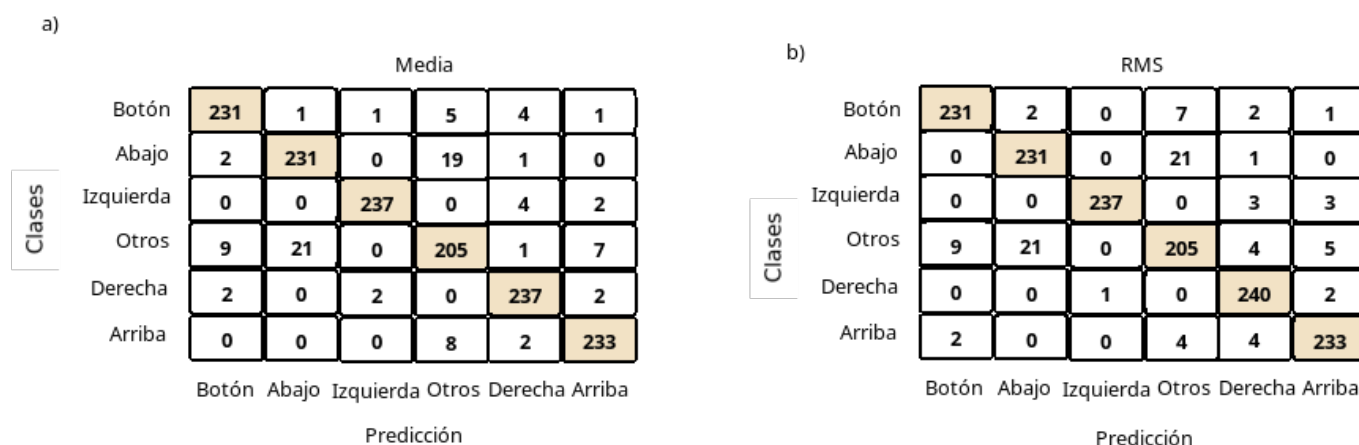 a)
Media
Botón 231 1 1 5 4 1
Abajo 2 231 0 19 1 0
Izquierda 0 0 237 0 4 2
Otros 9 21 0 205 1 7
Derecha 2 0 2 0 237 2
Arriba 0 0 0 8 2 233
Clases
Botón Abajo Izquierda Otros Derecha Arriba
Predicción
b)
RMS
Botón 231 2 0 7 2 1
Abajo 0 231 0 21 1 0
Izquierda 0 0 237 0 3 3
Otros 9 21 0 205 4 5
Derecha 0 0 1 0 240 2
Arriba 2 0 0 4 4 233
Clases
Botón Abajo Izquierda Otros Derecha Arriba
Predicción